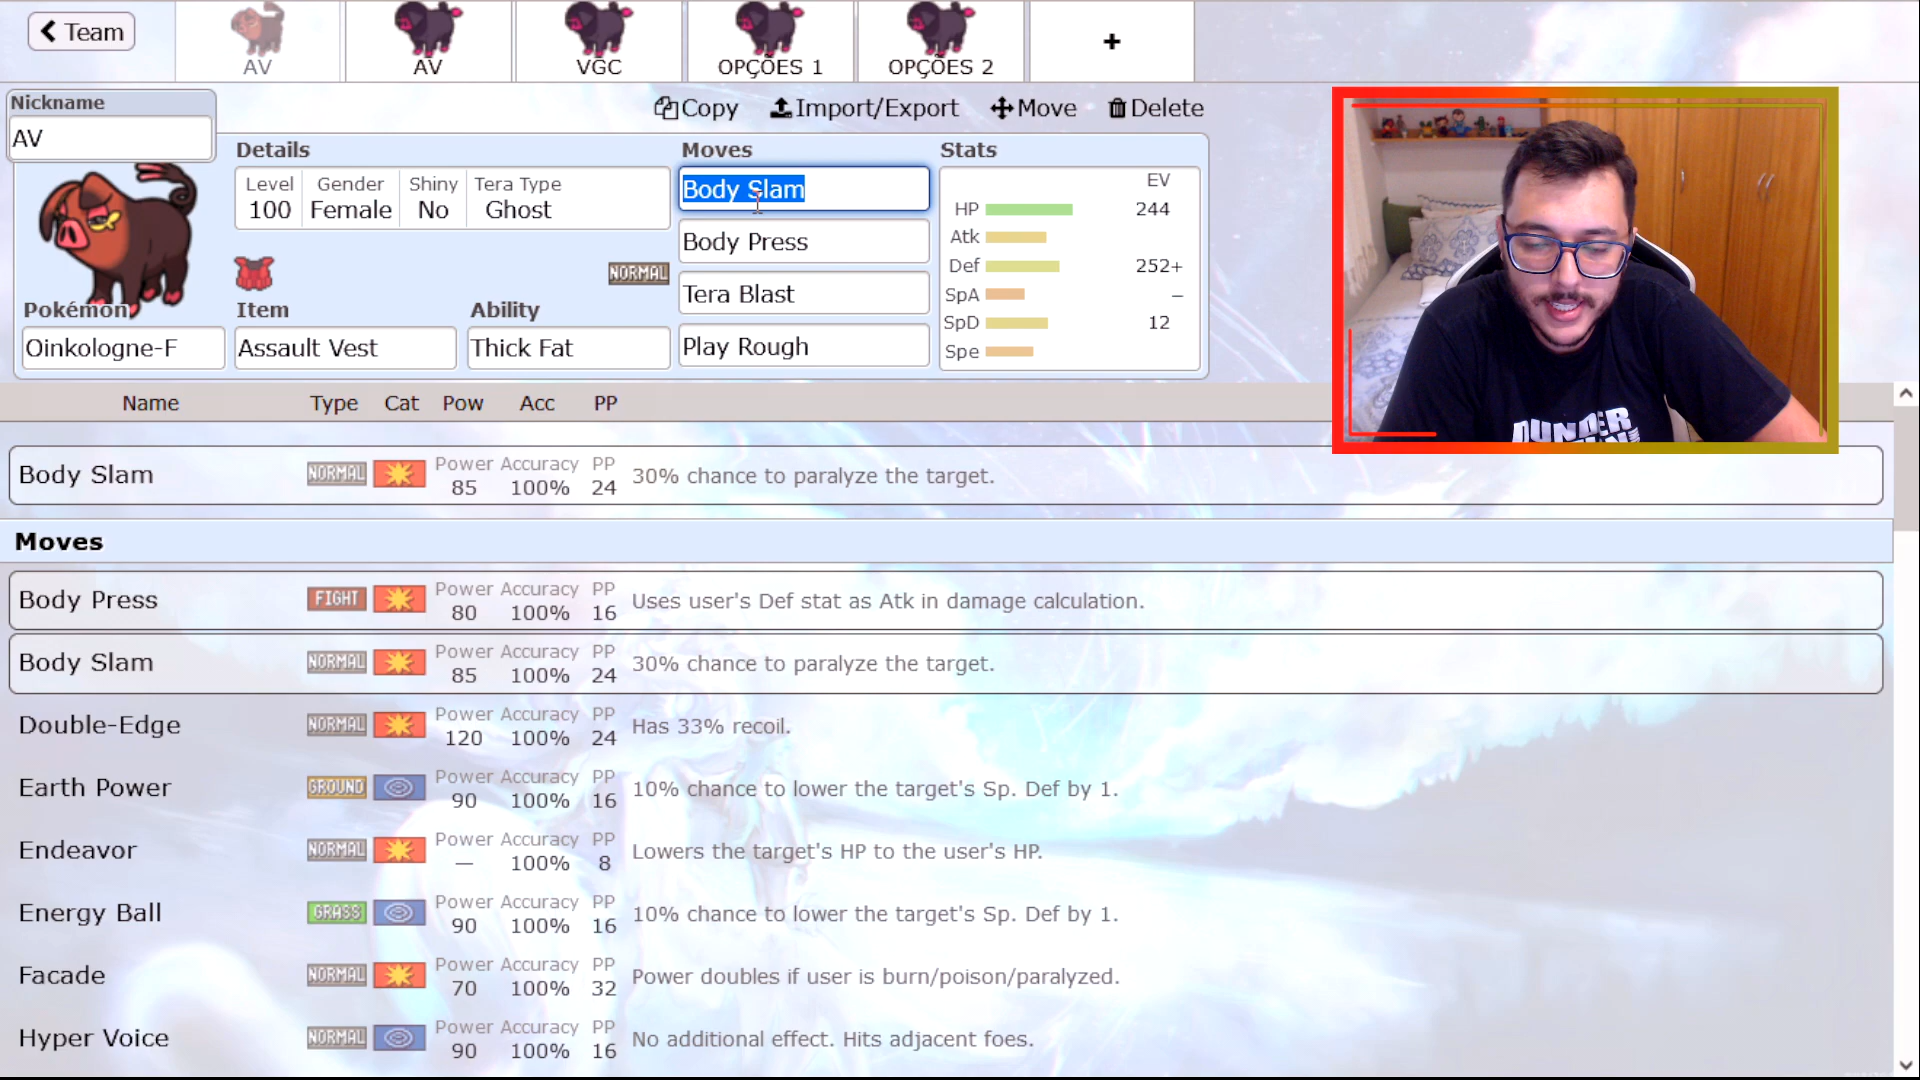 Team
AV
AV
VGC
OPÇÕES 1
OPÇÕES 2
+
Nickname
AV
Copy
Import/Export
Move
Delete
Details
Level
100
Gender
Female
Shiny
No
Tera Type
Ghost
NORMAL
Pokémon
Oinkologne-F
Item
Assault Vest
Ability
Thick Fat
Moves
Body Slam
Body Press
Tera Blast
Play Rough
Stats
EV
HP 244
Atk
Def 252+
SpA –
SpD 12
Spe
Name Type Cat Pow Acc PP
Body Slam NORMAL Power 85 Accuracy 100% PP 24 30% chance to paralyze the target.
Moves
Body Press FIGHT Power 80 Accuracy 100% PP 16 Uses user's Def stat as Atk in damage calculation.
Body Slam NORMAL Power 85 Accuracy 100% PP 24 30% chance to paralyze the target.
Double-Edge NORMAL Power 120 Accuracy 100% PP 24 Has 33% recoil.
Earth Power GROUND Power 90 Accuracy 100% PP 16 10% chance to lower the target's Sp. Def by 1.
Endeavor NORMAL Power — Accuracy 100% PP 8 Lowers the target's HP to the user's HP.
Energy Ball GRASS Power 90 Accuracy 100% PP 16 10% chance to lower the target's Sp. Def by 1.
Facade NORMAL Power 70 Accuracy 100% PP 32 Power doubles if user is burn/poison/paralyzed.
Hyper Voice NORMAL Power 90 Accuracy 100% PP 16 No additional effect. Hits adjacent foes.